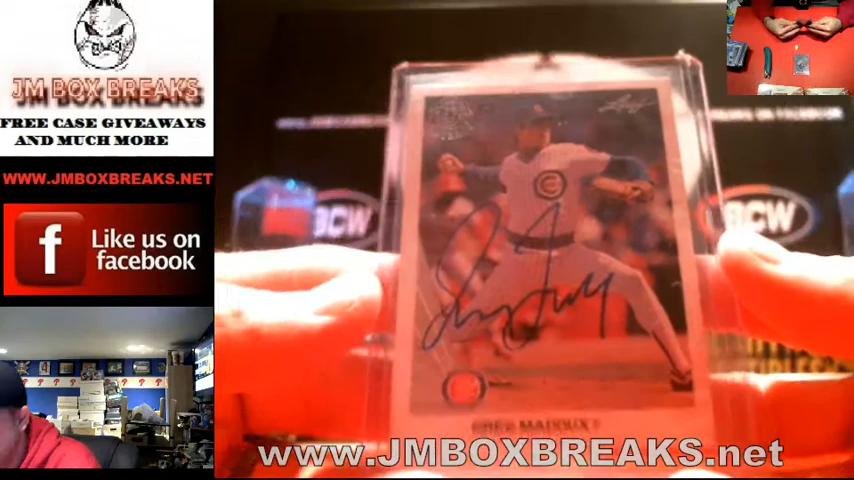 JM BOX BREAKS
FREE CASE GIVEAWAYS
AND MUCH MORE
WWW.JMBOXBREAKS.NET
f
Like us on
facebook
Leaf
C
BCW
BCW
GREG MADDUX
www.JMBOXBREAKS.net